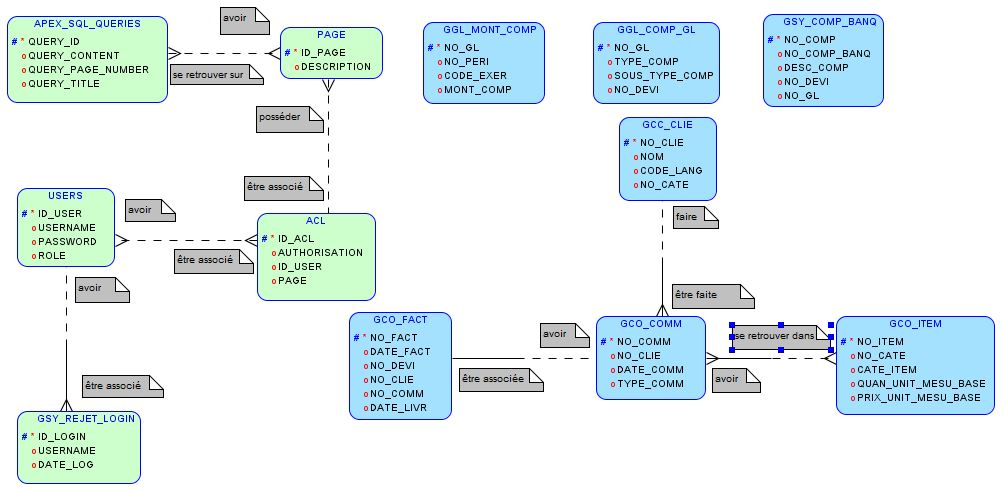 APEX_SQL_QUERIES
# * QUERY_ID
o QUERY_CONTENT
o QUERY_PAGE_NUMBER
o QUERY_TITLE
avoir
se retrouver sur
PAGE
# * ID_PAGE
o DESCRIPTION
GGL_MONT_COMP
# * NO_GL
o NO_PERI
o CODE_EXER
o MONT_COMP
GGL_COMP_GL
# * NO_GL
o TYPE_COMP
o SOUS_TYPE_COMP
o NO_DEVI
GSY_COMP_BANQ
# * NO_COMP
o NO_COMP_BANQ
o DESC_COMP
o NO_DEVI
o NO_GL
posséder
être associé
GCC_CLIE
# * NO_CLIE
o NOM
o CODE_LANG
o NO_CATE
USERS
# * ID_USER
o USERNAME
o PASSWORD
o ROLE
avoir
être associé
ACL
# * ID_ACL
o AUTHORISATION
o ID_USER
o PAGE
faire
être faite
avoir
être associé
GCO_FACT
# * NO_FACT
o DATE_FACT
o NO_DEVI
o NO_CLIE
o NO_COMM
o DATE_LIVR
avoir
être associée
GCO_COMM
# * NO_COMM
o NO_CLIE
o DATE_COMM
o TYPE_COMM
se retrouver dans
avoir
GCO_ITEM
# * NO_ITEM
o NO_CATE
o CATE_ITEM
o QUAN_UNIT_MESU_BASE
o PRIX_UNIT_MESU_BASE
GSY_REJET_LOGIN
# * ID_LOGIN
o USERNAME
o DATE_LOG